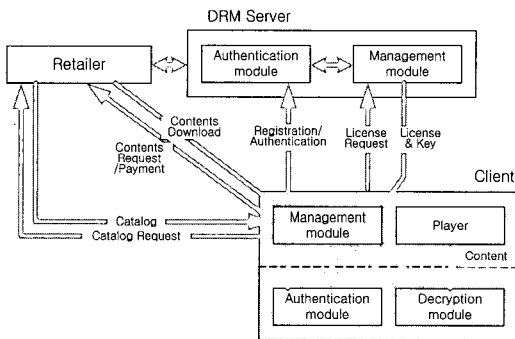 DRM Server
Retailer
Authentication
module
Management
module
Contents
Download
Contents
Request
/Payment
Registration/
Authentication
License
Request
License
& Key
Client
Catalog
Catalog Request
Management
module
Player
Content
Authentication
module
Decryption
module